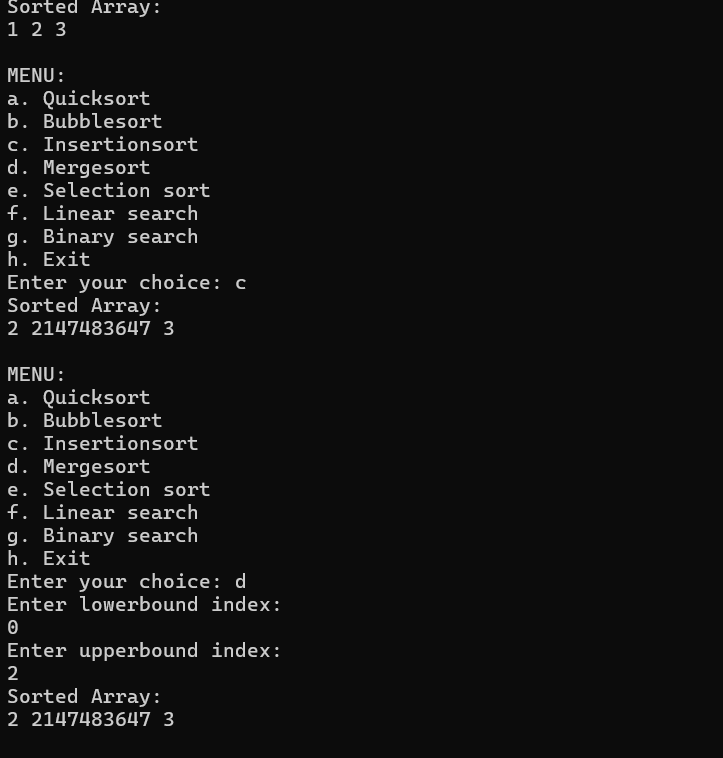 Sorted Array:
1 2 3
MENU:
a. Quicksort
b. Bubblesort
c. Insertionsort
d. Mergesort
e. Selection sort
f. Linear search
g. Binary search
h. Exit
Enter your choice: c
Sorted Array:
2 2147483647 3
MENU:
a. Quicksort
b. Bubblesort
c. Insertionsort
d. Mergesort
e. Selection sort
f. Linear search
g. Binary search
h. Exit
Enter your choice: d
Enter lowerbound index:
0
Enter upperbound index:
2
Sorted Array:
2 2147483647 3